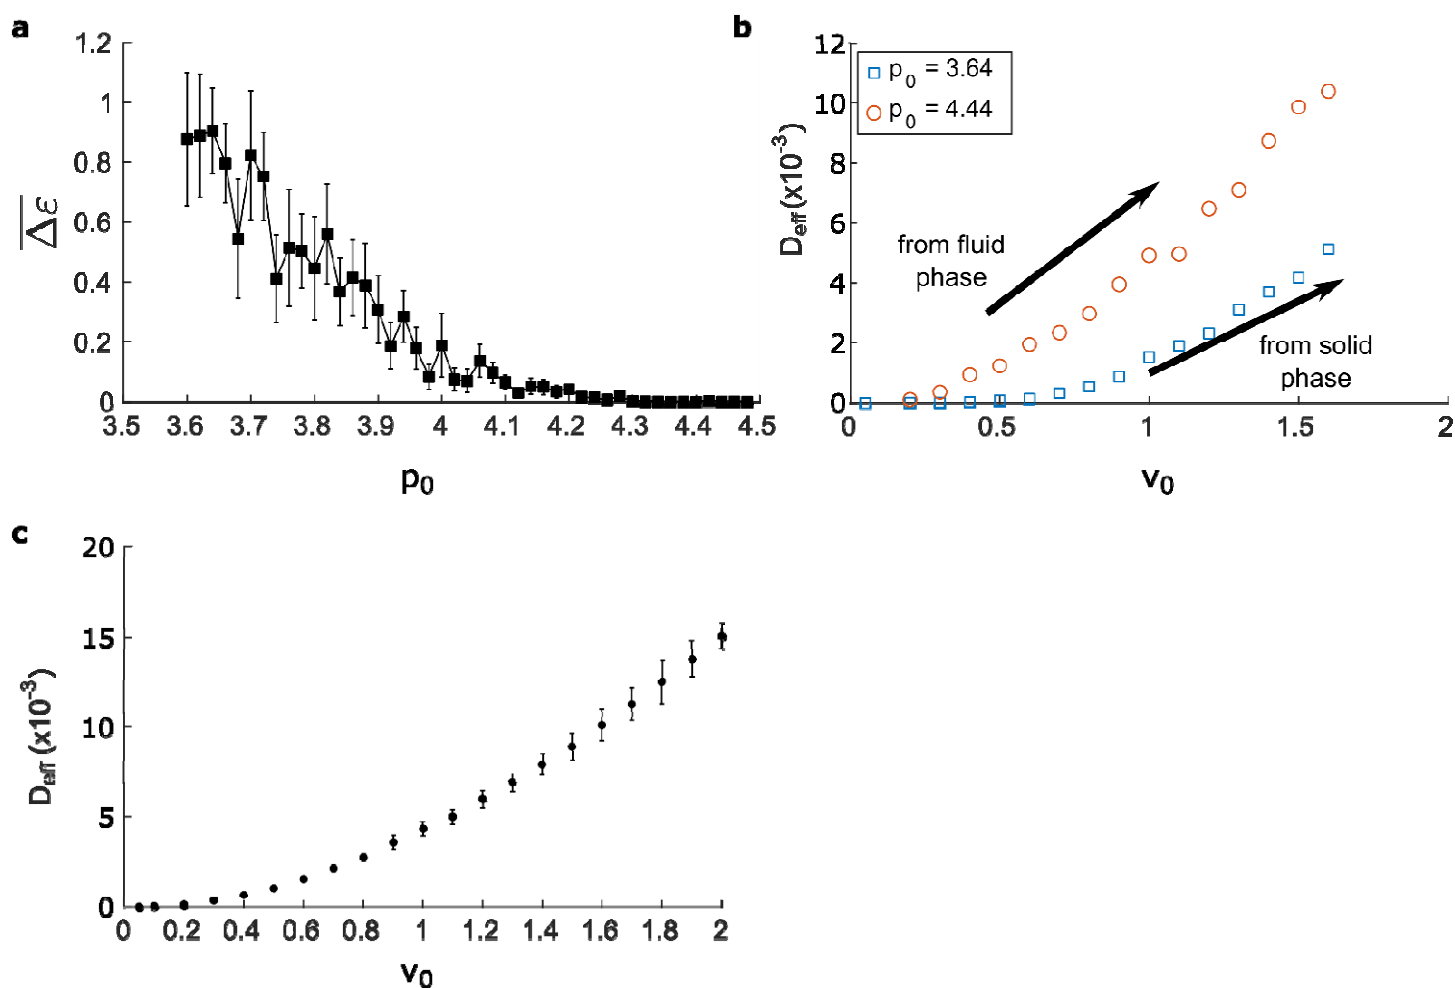 a
1.2
1
0.8
0.6
0.4
0.2
0
Δε
3.5 3.6 3.7 3.8 3.9 4 4.1 4.2 4.3 4.4 4.5
p0
b
12
10
8
6
4
2
0
Deff (x10-3)
p0 = 3.64
p0 = 4.44
from fluid
phase
from solid
phase
0 0.5 1 1.5 2
v0
c
20
15
10
5
0
Deff (x10-3)
0 0.2 0.4 0.6 0.8 1 1.2 1.4 1.6 1.8 2
v0